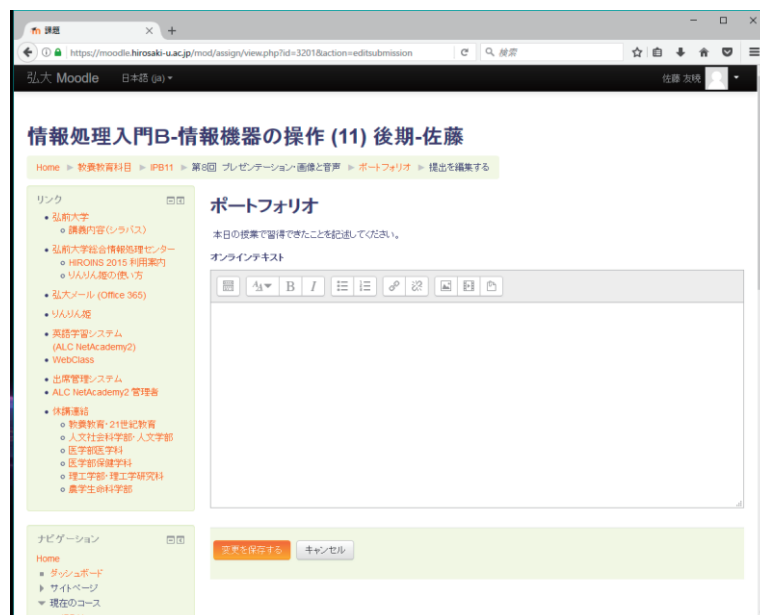 課題
https://moodle.hirosaki-u.ac.jp/mod/assign/view.php?id=3201&action=editsubmission
検索
弘大 Moodle 日本語 (ja)
佐藤 友暁
情報処理入門B-情報機器の操作 (11) 後期-佐藤
Home ► 教養教育科目 ► IPB11 ► 第8回 プレゼンテーション・画像と音声 ► ポートフォリオ ► 提出を編集する
リンク
弘前大学
講義内容(シラバス)
弘前大学総合情報処理センター
HIROINS 2015 利用案内
りんりん姫の使い方
弘大メール (Office 365)
りんりん姫
英語学習システム
(ALC NetAcademy2)
WebClass
出席管理システム
ALC NetAcademy2 管理者
休講連絡
教養教育・21世紀教育
人文社会科学部・人文学部
医学部医学科
医学部保健学科
理工学部・理工学研究科
農学生命科学部
ナビゲーション
Home
ダッシュボード
サイトページ
現在のコース
ポートフォリオ
本日の授業で習得できたことを記述してください。
オンラインテキスト
B I
変更を保存する キャンセル